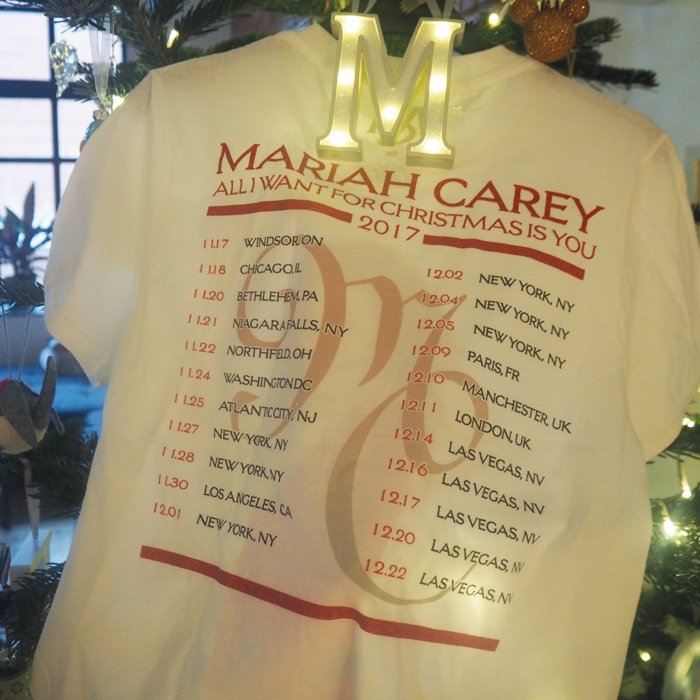 M
MARIAH CAREY
ALL I WANT FOR CHRISTMAS IS YOU
2017
11.17 WINDSOR, ON
11.18 CHICAGO, IL
11.20 BETHLEHEM, PA
11.21 NIAGARA FALLS, NY
11.22 NORTHFIELD, OH
11.24 WASHINGTON DC
11.25 ATLANTIC CITY, NJ
11.27 NEW YORK, NY
11.28 NEW YORK, NY
11.30 LOS ANGELES, CA
12.01 NEW YORK, NY
12.02 NEW YORK, NY
12.04 NEW YORK, NY
12.05 NEW YORK, NY
12.09 PARIS, FR
12.10 MANCHESTER, UK
12.11 LONDON, UK
12.14 LAS VEGAS, NV
12.16 LAS VEGAS, NV
12.17 LAS VEGAS, NV
12.20 LAS VEGAS, NV
12.22 LAS VEGAS, NV
MC